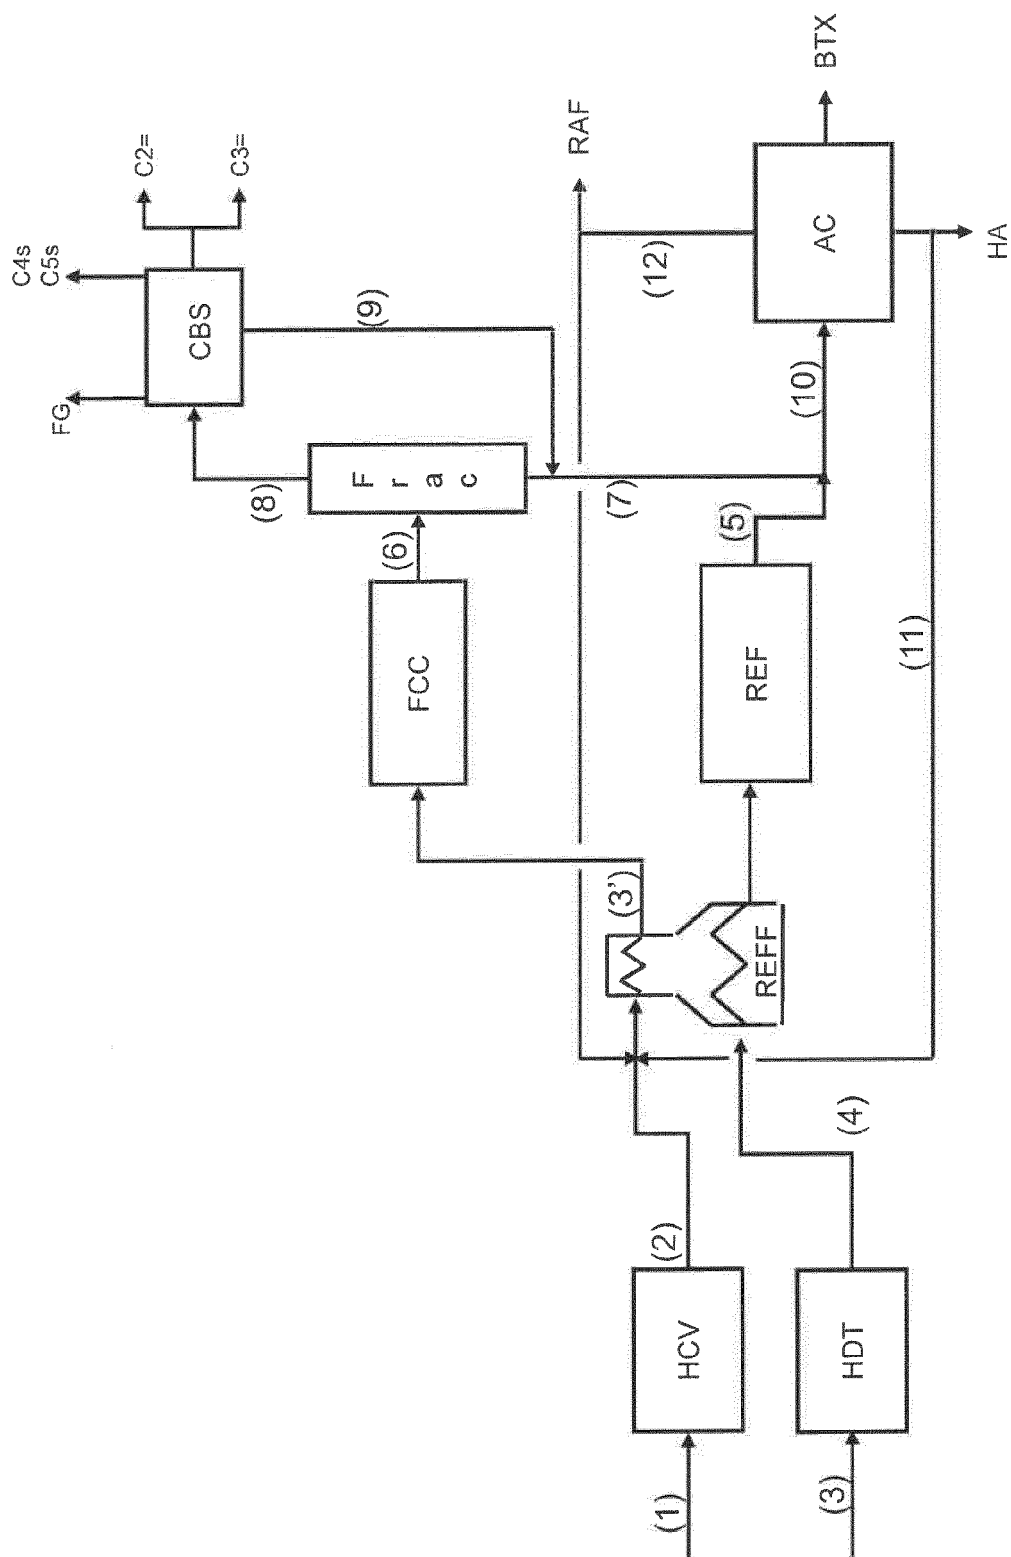 C4s
C5s
FG
C2=
C3=
CBS
(9)
(8)
F r a c
(6)
(7)
FCC
RAF
(12)
BTX
AC
HA
(10)
(5)
REF
(11)
(3')
REFF
(2)
(4)
HCV
HDT
(1)
(3)